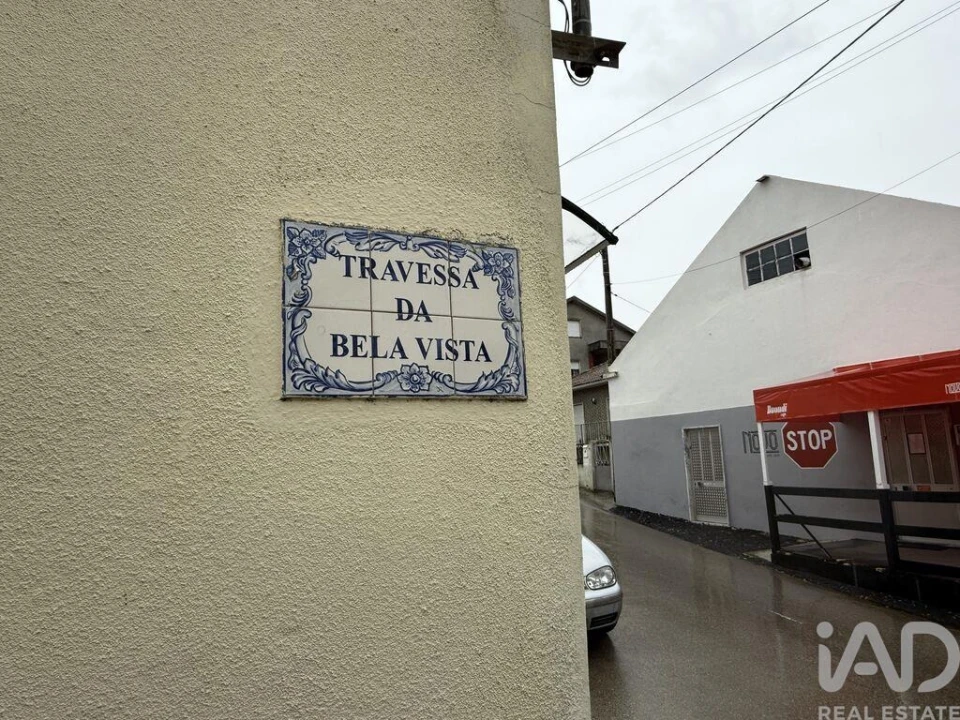 TRAVESSA
DA
BELA VISTA
STOP
iAD
REAL ESTATE